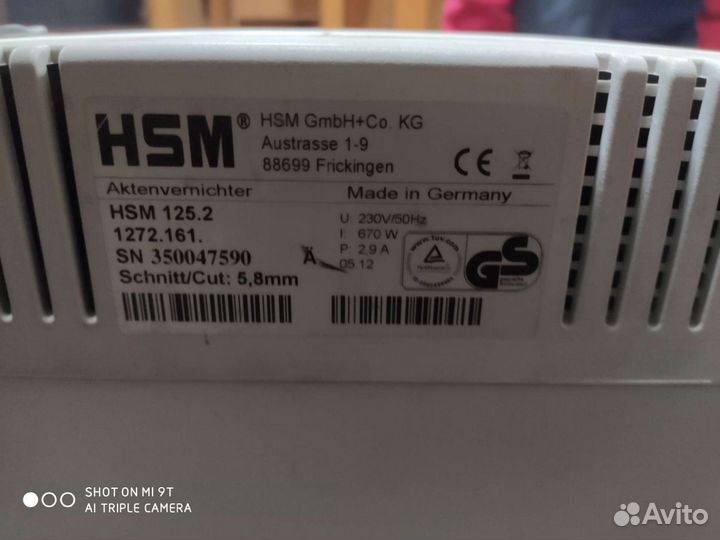 HSM®
HSM GmbH+Co. KG
Austrasse 1-9
88699 Frickingen
CE
Aktenvernichter
Made in Germany
HSM 125.2
1272.161.
SN 350047590
Schnitt/Cut: 5,8mm
U: 230V/50Hz
I: 670 W
P: 2,9 A
05.12
A
GS
SHOT ON MI 9T
AI TRIPLE CAMERA
Avito